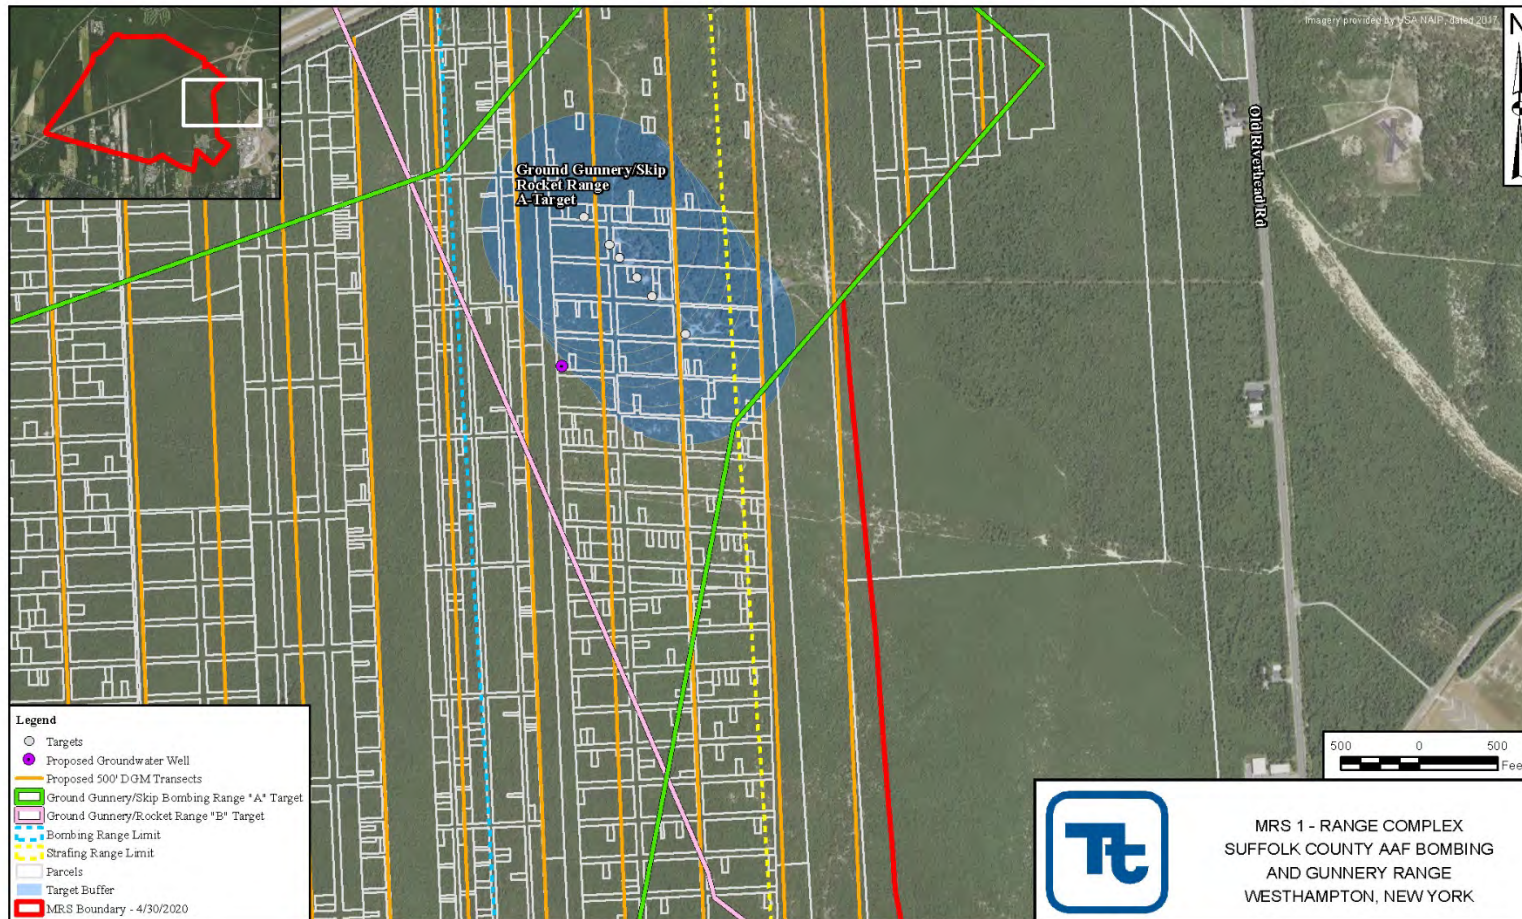 Imagery provided by USA NAIP, dated 2017
N
Old Riverhead Rd
Ground Gunnery/Skip
Rocket Range
A-Target
Legend
Targets
Proposed Groundwater Well
Proposed 500' DGM Transects
Ground Gunnery/Skip Bombing Range "A" Target
Ground Gunnery/Rocket Range "B" Target
Bombing Range Limit
Strafing Range Limit
Parcels
Target Buffer
MRS Boundary - 4/30/2020
500 0 500
Fee
Tt
MRS 1 - RANGE COMPLEX
SUFFOLK COUNTY AAF BOMBING
AND GUNNERY RANGE
WESTHAMPTON, NEW YORK